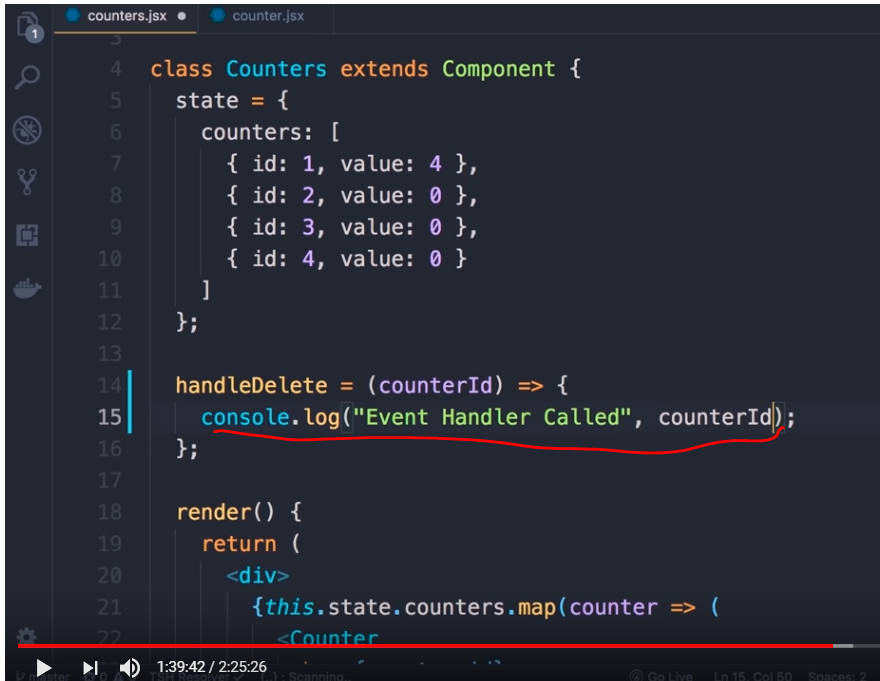 counters.jsx ● counter.jsx
1
3
4 class Counters extends Component {
5 state = {
6 counters: [
7 { id: 1, value: 4 },
8 { id: 2, value: 0 },
9 { id: 3, value: 0 },
10 { id: 4, value: 0 }
11 ]
12 };
13
14 handleDelete = (counterId) => {
15 console.log("Event Handler Called", counterId);
16 };
17
18 render() {
19 return (
20 <div>
21 {this.state.counters.map(counter => (
22 <Counter
1:39:42 / 2:25:26
master TSH Resolver ✓ Scanning.. Go Live Ln 15, Col 50 Spaces: 2